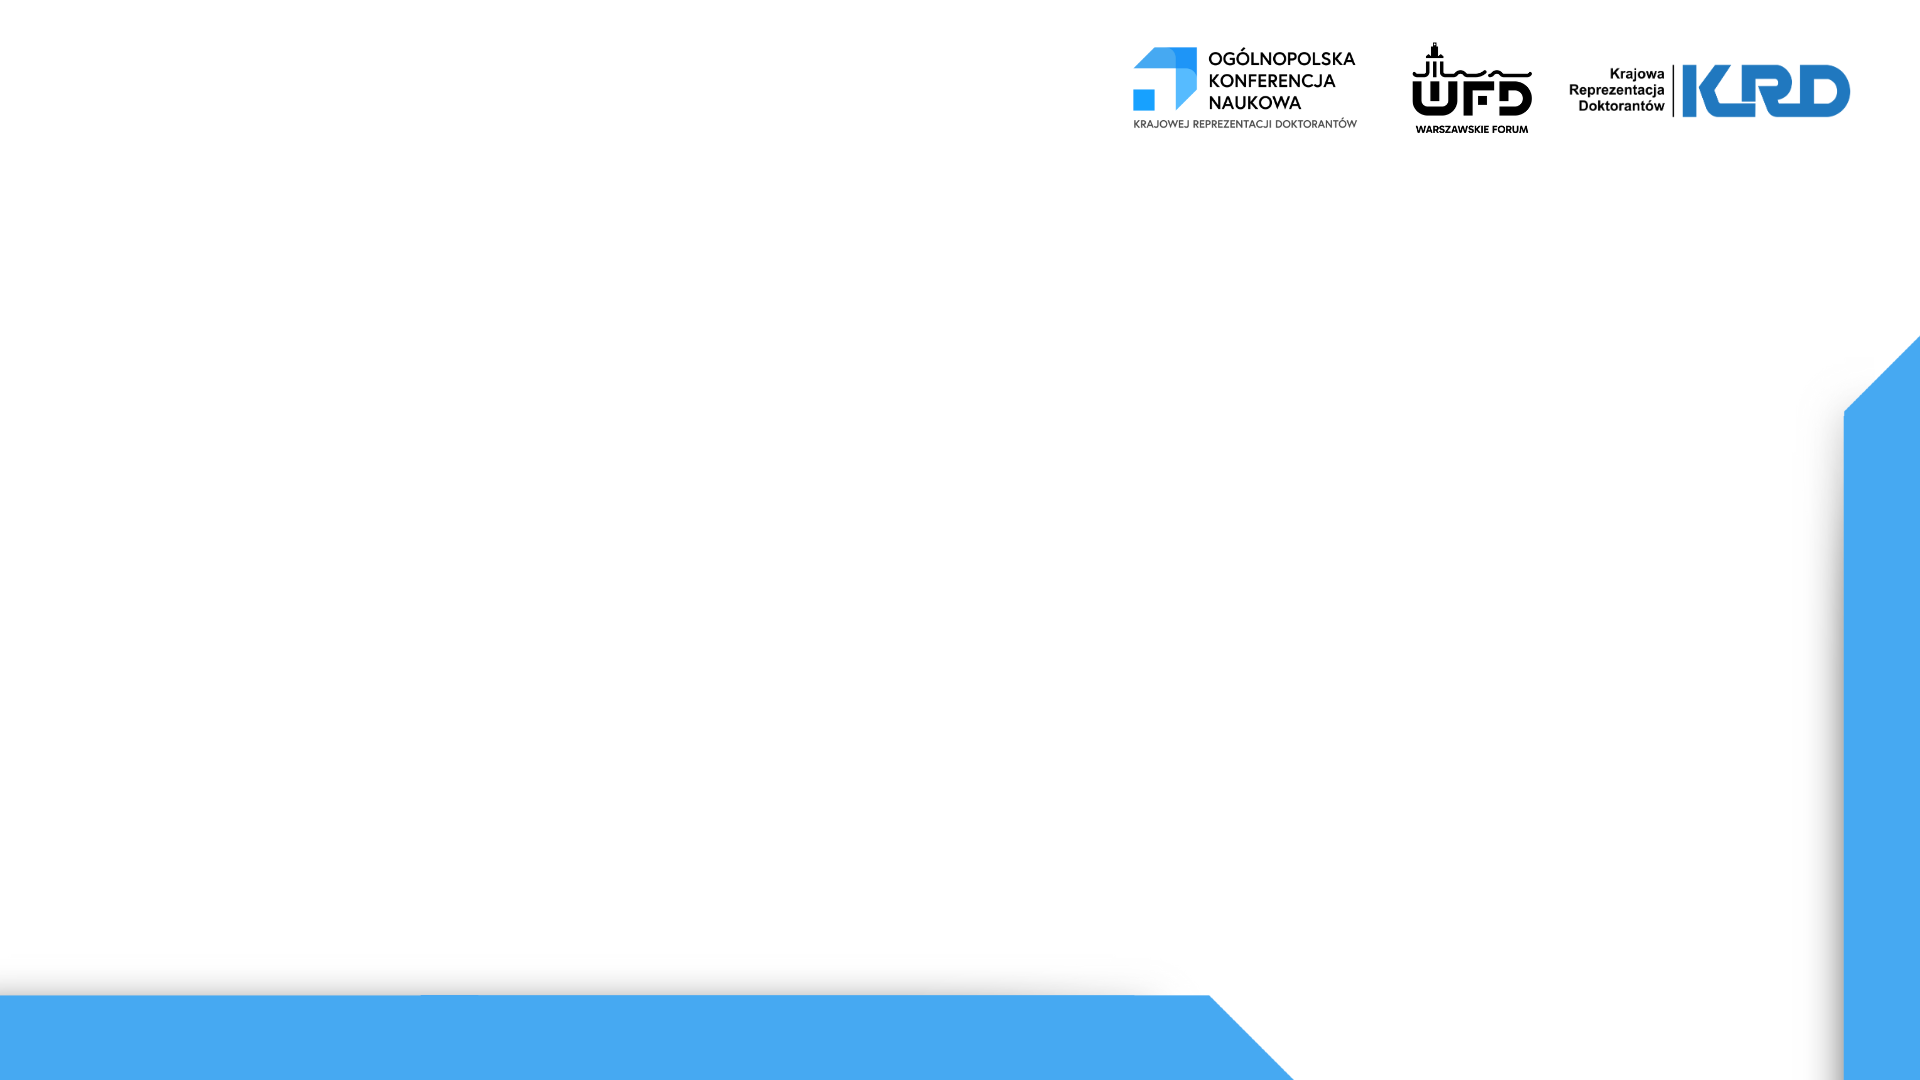 OGÓLNOPOLSKA
KONFERENCJA
NAUKOWA
KRAJOWEJ REPREZENTACJI DOKTORANTÓW
WFD
WARSZAWSKIE FORUM
Krajowa
Reprezentacja
Doktorantów
KRD